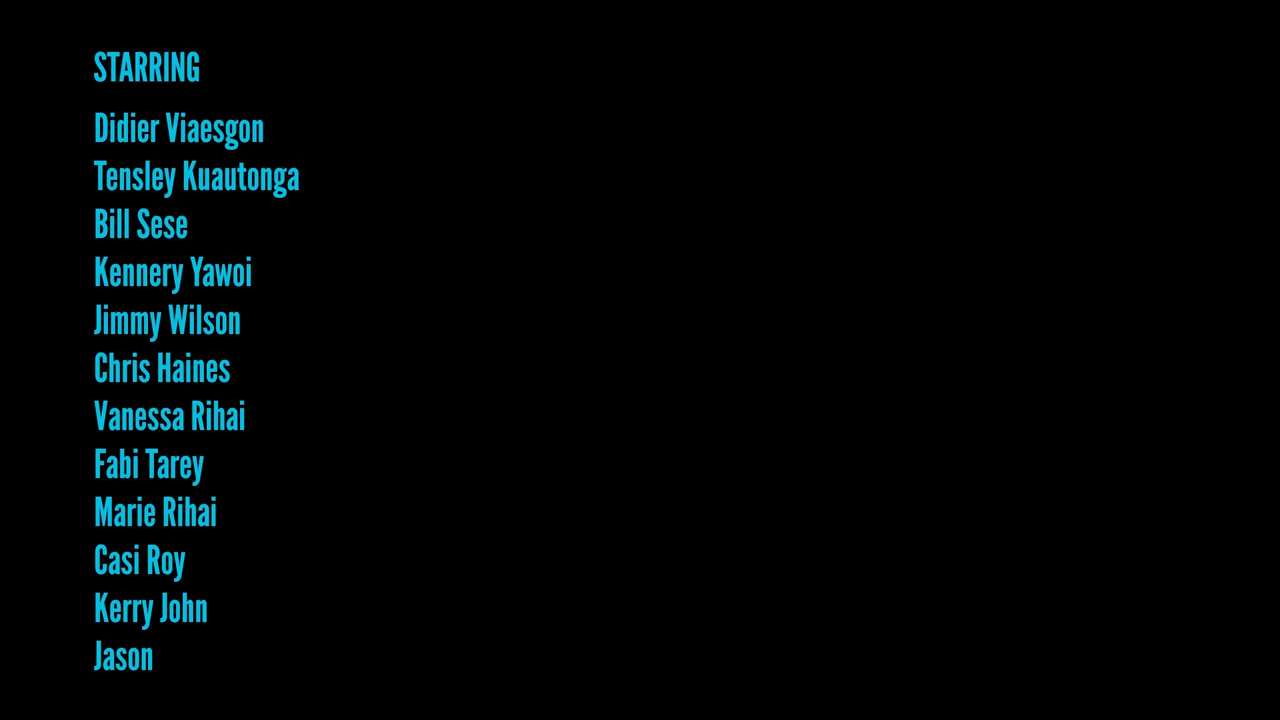 STARRING
Didier Viaesgon
Tensley Kuautonga
Bill Sese
Kennery Yawoi
Jimmy Wilson
Chris Haines
Vanessa Rihai
Fabi Tarey
Marie Rihai
Casi Roy
Kerry John
Jason